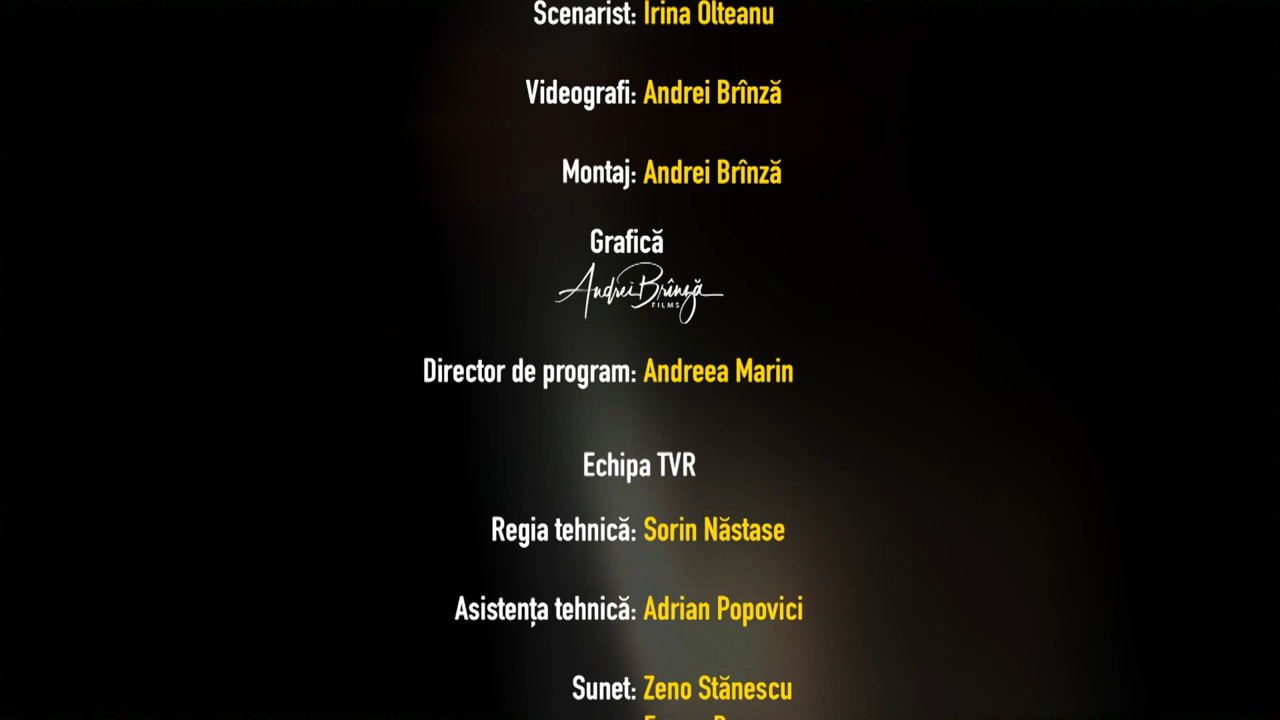 Scenarist: Irina Olteanu
Videografi: Andrei Brînză
Montaj: Andrei Brînză
Grafică
Andrei Brînză
FILMS
Director de program: Andreea Marin
Echipa TVR
Regia tehnică: Sorin Năstase
Asistența tehnică: Adrian Popovici
Sunet: Zeno Stănescu